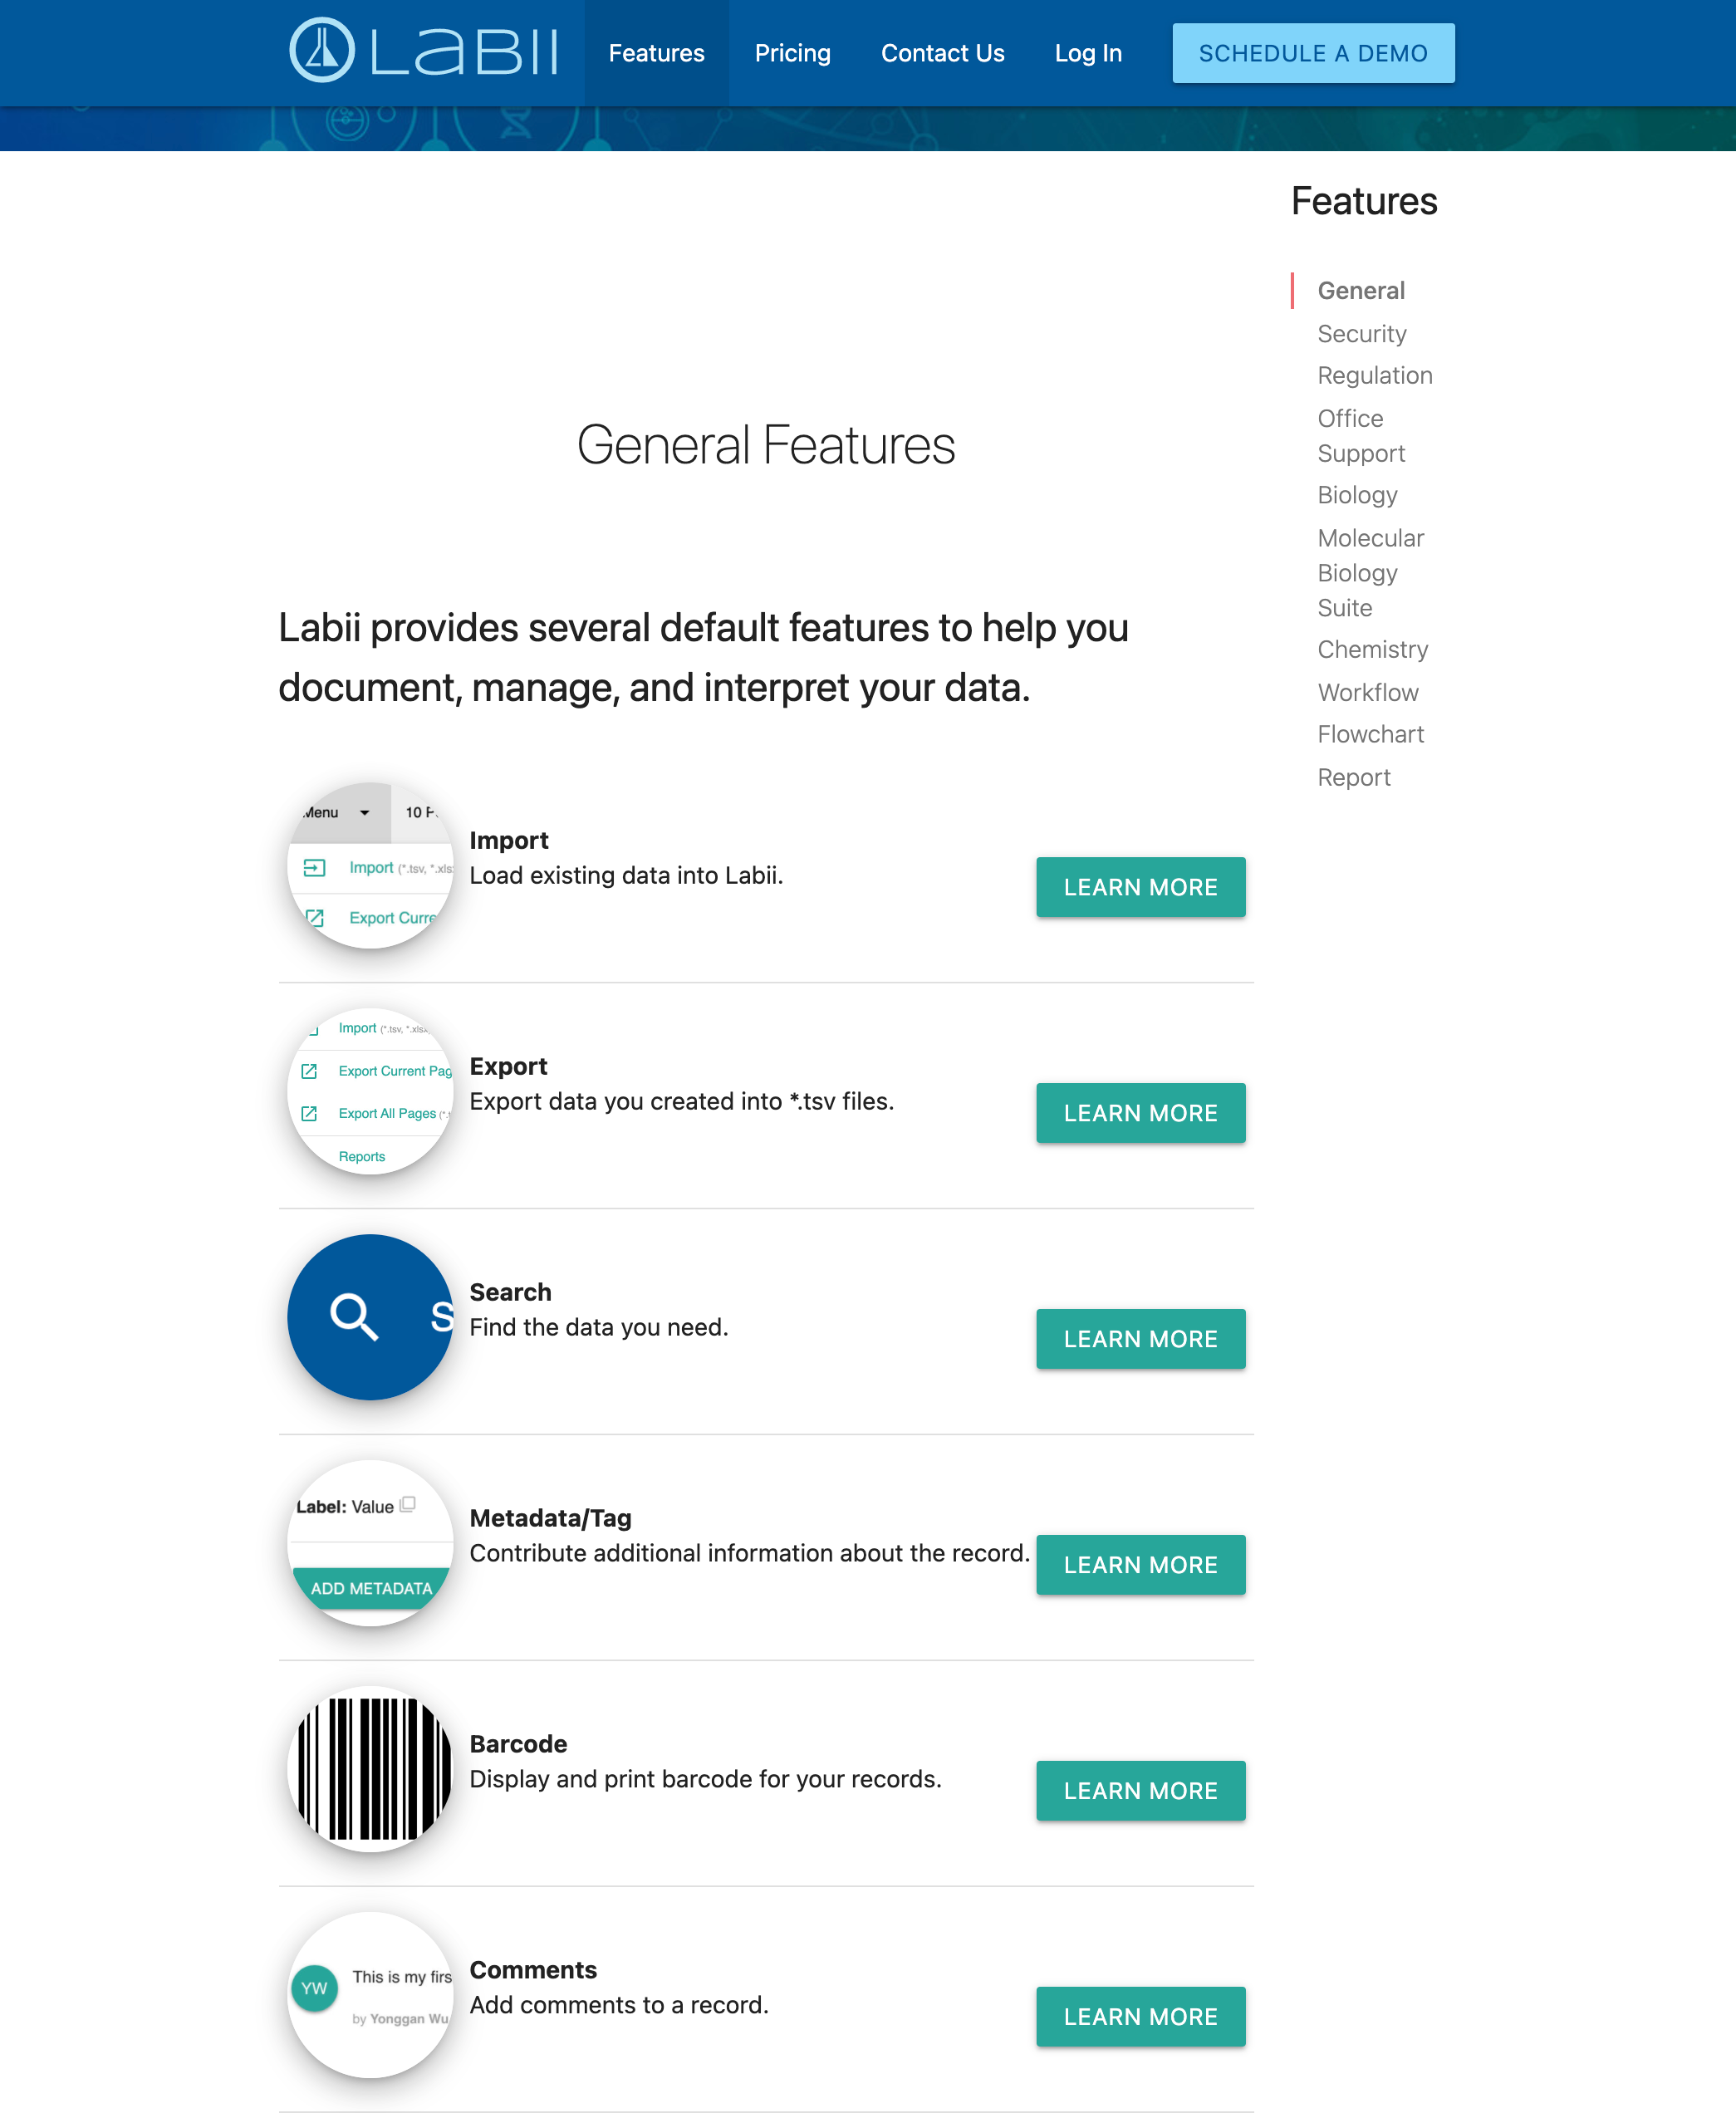 LABII
Features
Pricing
Contact Us
Log In
SCHEDULE A DEMO
Features
General
Security
Regulation
Office
Support
Biology
Molecular
Biology
Suite
Chemistry
Workflow
Flowchart
Report
General Features
Labii provides several default features to help you
document, manage, and interpret your data.
Menu
10
Import (*.tsv, *.xls
Export
Import
Load existing data into Labii.
LEARN MORE
Import (*.tsv, *.xlsx
Export Current
Export All Pages
Reports
Export
Export data you created into *.tsv files.
LEARN MORE
S
Search
Find the data you need.
LEARN MORE
Label: Value
ADD METADATA
Metadata/Tag
Contribute additional information about the record.
LEARN MORE
Barcode
Display and print barcode for your records.
LEARN MORE
YW
This is my firs
by Yonggan Wu
Comments
Add comments to a record.
LEARN MORE